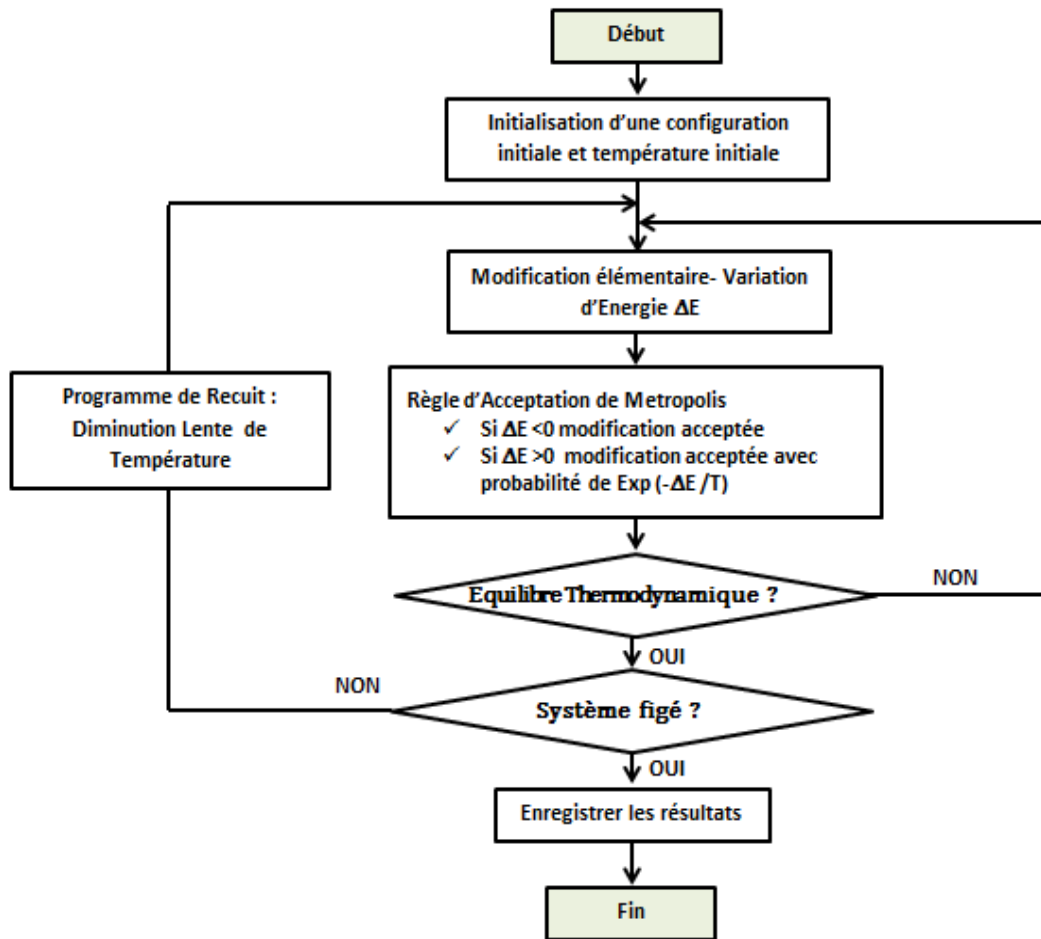 Début
Initialisation d'une configuration
initiale et température initiale
Modification élémentaire- Variation
d'Energie ΔE
Programme de Recuit :
Diminution Lente de
Température
Règle d'Acceptation de Metropolis
✓ Si ΔE <0 modification acceptée
✓ Si ΔE >0 modification acceptée avec
probabilité de Exp (-ΔE /T)
Equilibre Thermodynamique ?
NON
OUI
NON
Système figé ?
OUI
Enregistrer les résultats
Fin